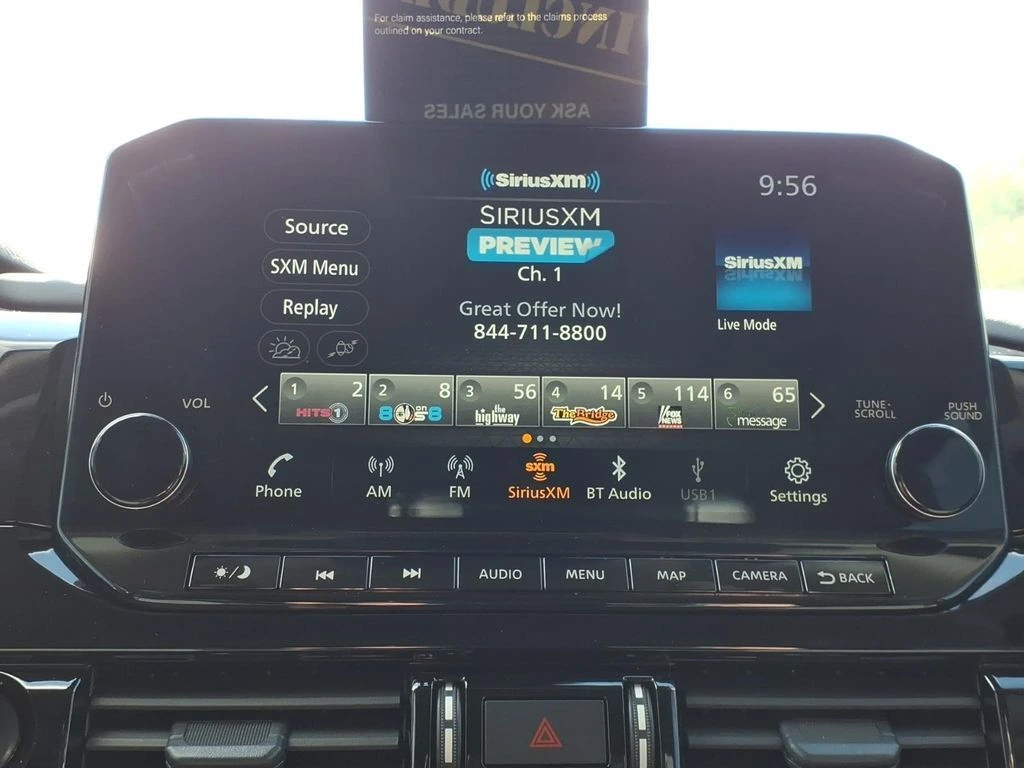 For claim assistance, please refer to the claims process
outlined on your contract.
INCLUDE
ASK YOUR SALES
SiriusXM
9:56
Source
SIRIUSXM
PREVIEW
SXM Menu
Ch. 1
SiriusXM
Replay
Great Offer Now!
844-711-8800
Live Mode
1 2
HITS 1
2 8
80s on 8
3 56
the highway
4 14
The Bridge
5 114
FOX NEWS
6 65
message
VOL
TUNE·
SCROLL
PUSH
SOUND
Phone
AM
FM
sxm
SiriusXM
BT Audio
USB1
Settings
AUDIO
MENU
MAP
CAMERA
BACK